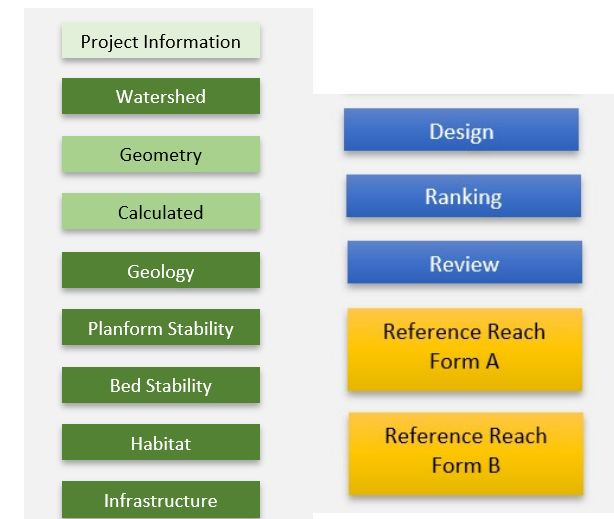 Project Information
Watershed
Geometry
Calculated
Geology
Planform Stability
Bed Stability
Habitat
Infrastructure
Design
Ranking
Review
Reference Reach
Form A
Reference Reach
Form B